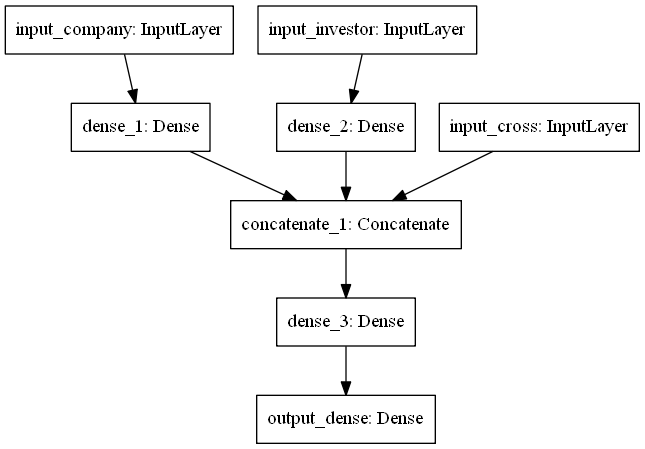 input_company: InputLayer
input_investor: InputLayer
dense_1: Dense
dense_2: Dense
input_cross: InputLayer
concatenate_1: Concatenate
dense_3: Dense
output_dense: Dense